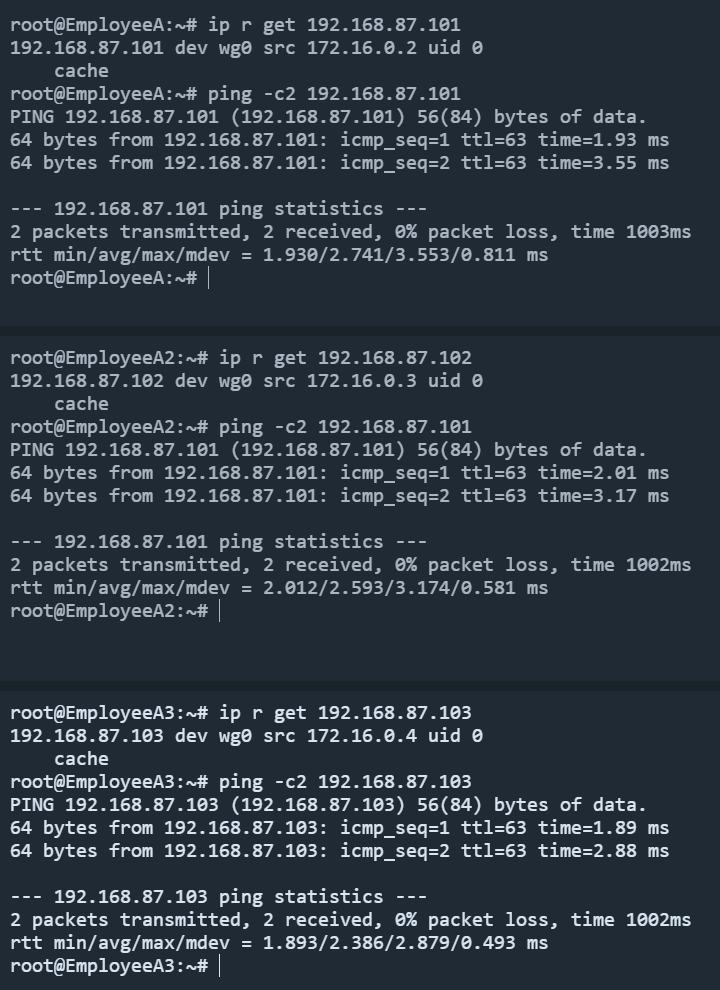 root@EmployeeA:~# ip r get 192.168.87.101
192.168.87.101 dev wg0 src 172.16.0.2 uid 0
    cache
root@EmployeeA:~# ping -c2 192.168.87.101
PING 192.168.87.101 (192.168.87.101) 56(84) bytes of data.
64 bytes from 192.168.87.101: icmp_seq=1 ttl=63 time=1.93 ms
64 bytes from 192.168.87.101: icmp_seq=2 ttl=63 time=3.55 ms

--- 192.168.87.101 ping statistics ---
2 packets transmitted, 2 received, 0% packet loss, time 1003ms
rtt min/avg/max/mdev = 1.930/2.741/3.553/0.811 ms
root@EmployeeA:~#
root@EmployeeA2:~# ip r get 192.168.87.102
192.168.87.102 dev wg0 src 172.16.0.3 uid 0
    cache
root@EmployeeA2:~# ping -c2 192.168.87.101
PING 192.168.87.101 (192.168.87.101) 56(84) bytes of data.
64 bytes from 192.168.87.101: icmp_seq=1 ttl=63 time=2.01 ms
64 bytes from 192.168.87.101: icmp_seq=2 ttl=63 time=3.17 ms

--- 192.168.87.101 ping statistics ---
2 packets transmitted, 2 received, 0% packet loss, time 1002ms
rtt min/avg/max/mdev = 2.012/2.593/3.174/0.581 ms
root@EmployeeA2:~#
root@EmployeeA3:~# ip r get 192.168.87.103
192.168.87.103 dev wg0 src 172.16.0.4 uid 0
    cache
root@EmployeeA3:~# ping -c2 192.168.87.103
PING 192.168.87.103 (192.168.87.103) 56(84) bytes of data.
64 bytes from 192.168.87.103: icmp_seq=1 ttl=63 time=1.89 ms
64 bytes from 192.168.87.103: icmp_seq=2 ttl=63 time=2.88 ms

--- 192.168.87.103 ping statistics ---
2 packets transmitted, 2 received, 0% packet loss, time 1002ms
rtt min/avg/max/mdev = 1.893/2.386/2.879/0.493 ms
root@EmployeeA3:~#